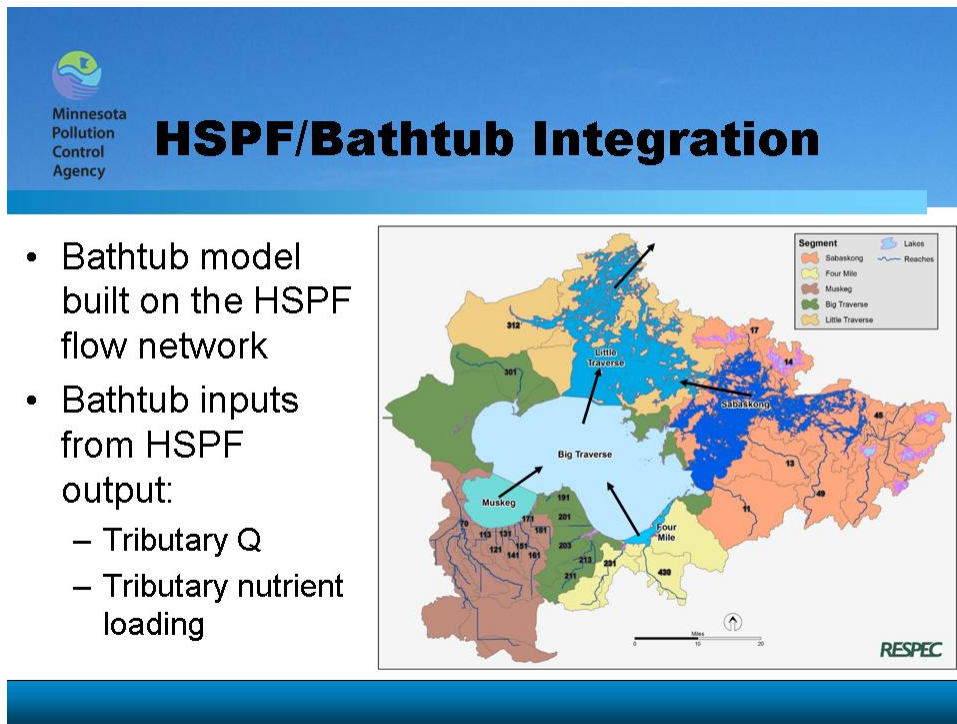 Minnesota
Pollution
Control
Agency
HSPF/Bathtub Integration
• Bathtub model
built on the HSPF
flow network
• Bathtub inputs
from HSPF
output:
– Tributary Q
– Tributary nutrient
loading
Segment
Sabaskong
Four Mile
Muskeg
Big Traverse
Little Traverse
Lakes
Reaches
312
17
14
Little
Traverse
301
Sabaskong
45
Big Traverse
13
49
11
Muskeg
191
201
70
171
181
113
131
121
151
141
161
203
213
211
Four
Mile
231
430
Miles
0 10 20
RESPEC